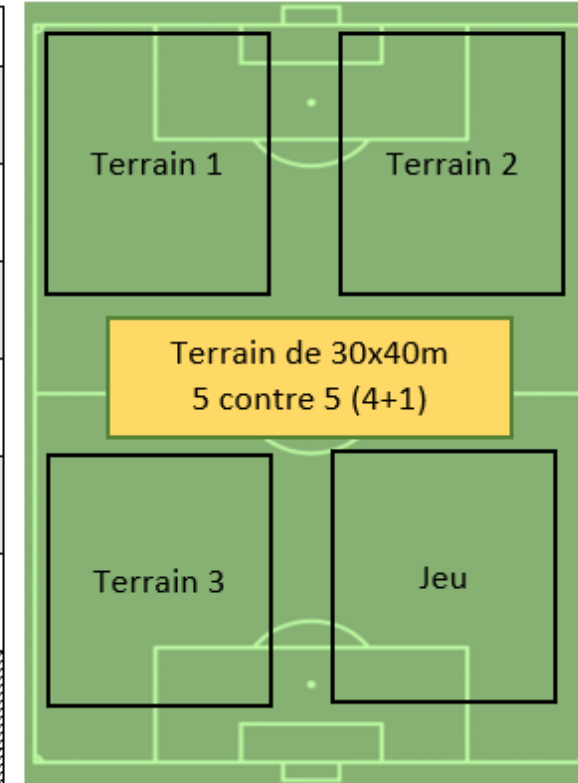 Terrain 1
Terrain 2
Terrain de 30x40m
5 contre 5 (4+1)
Terrain 3
Jeu